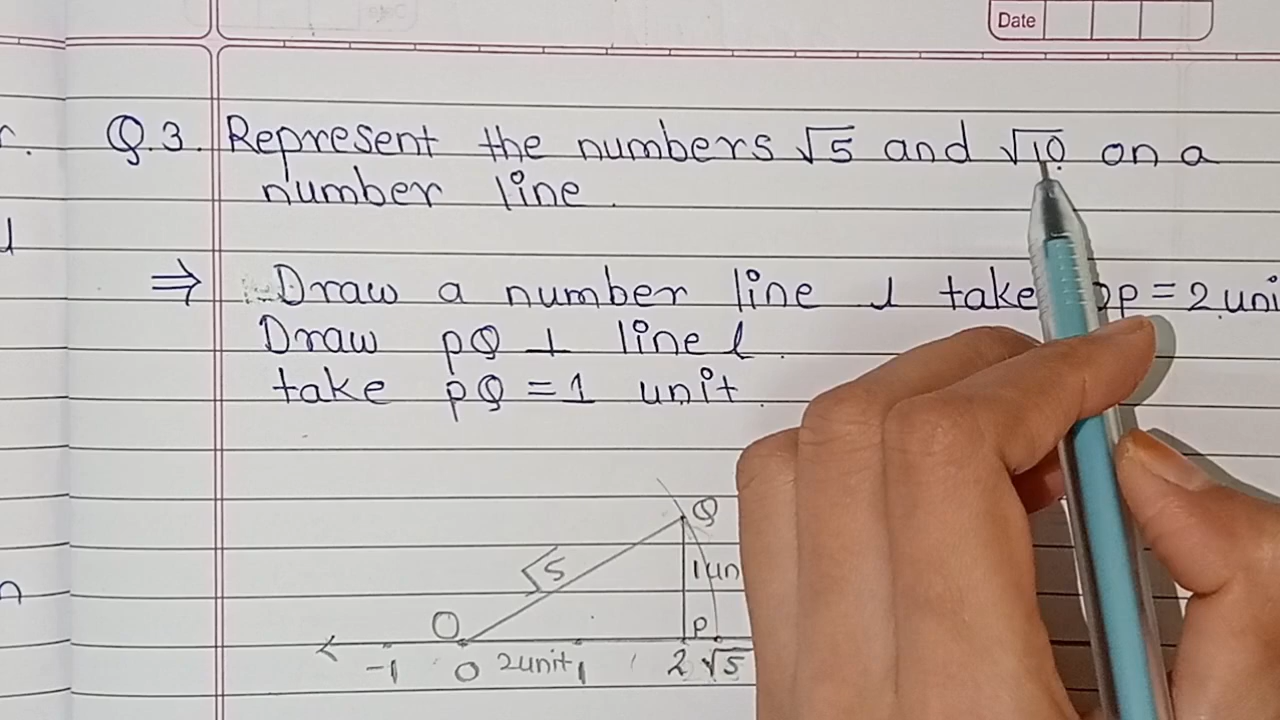 Date
Q.3. Represent the numbers √5 and √10 on a
number line.
⇒ Draw a number line l take OP = 2 uni
Draw PQ ⊥ line l.
take PQ = 1 unit.
Q
√5
1 un
O
P
-1 0 2unit 1 2 √5